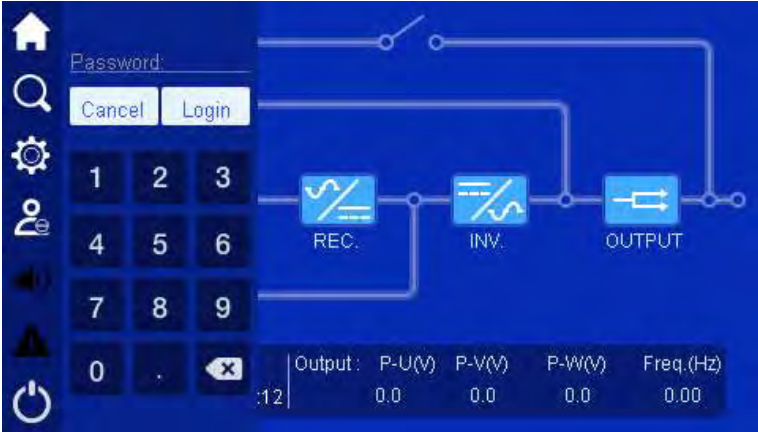 Password:
Cancel Login
1 2 3
4 5 6
7 8 9
0 .
REC. INV. OUTPUT
Output : P-U(V) P-V(V) P-W(V) Freq.(Hz)
:12 0.0 0.0 0.0 0.00